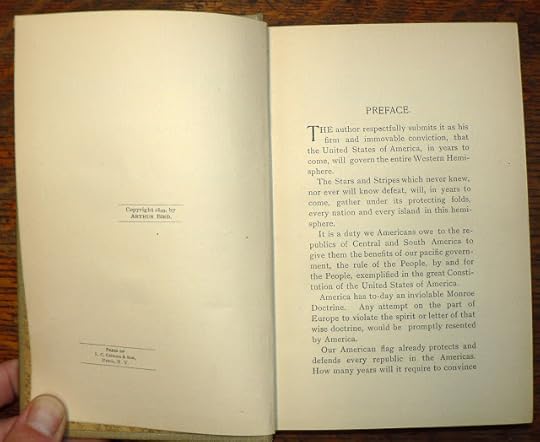 Copyright 1899, by
ARTHUR BIRD.
PRESS OF
L. C. CHILDS & SON,
UTICA, N. Y.
PREFACE.
THE author respectfully submits it as his
firm and immovable conviction, that
the United States of America, in years to
come, will govern the entire Western Hemi-
sphere.
The Stars and Stripes which never knew,
nor ever will know defeat, will, in years to
come, gather under its protecting folds,
every nation and every island in this hemi-
sphere.
It is a duty we Americans owe to the re-
publics of Central and South America to
give them the benefits of our pacific govern-
ment, the rule of the People, by and for
the People, exemplified in the great Consti-
tution of the United States of America.
America has to-day an inviolable Monroe
Doctrine. Any attempt on the part of
Europe to violate the spirit or letter of that
wise doctrine, would be promptly resented
by America.
Our American flag already protects and
defends every republic in the Americas.
How many years will it require to convince